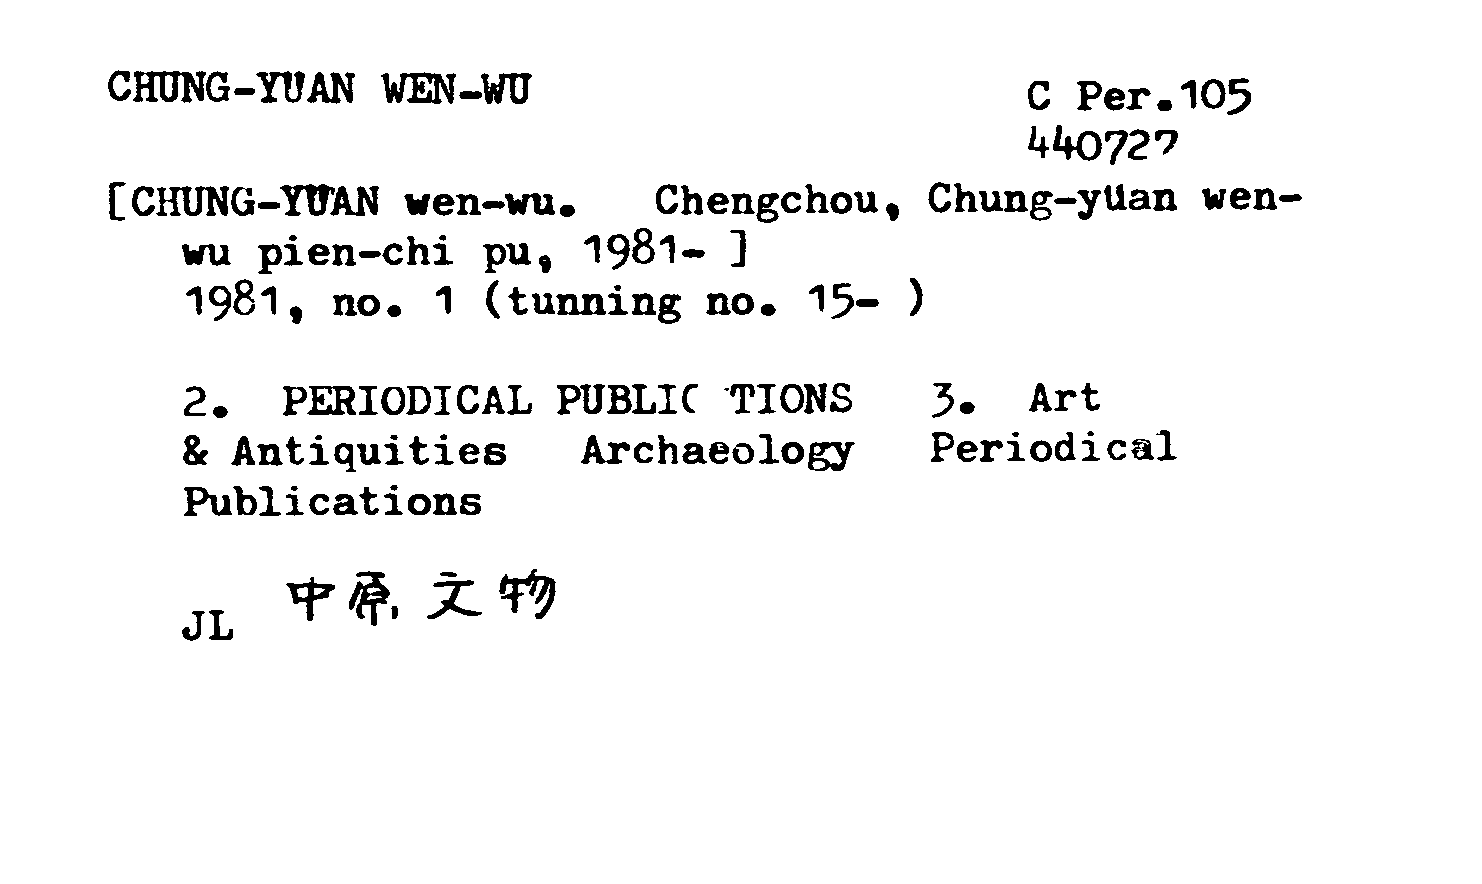 CHUNG-YÜAN WEN-WU
C Per.105
440727
[CHUNG-YÜAN wen-wu. Chengchou, Chung-yüan wen-
wu pien-chi pu, 1981- ]
1981, no. 1 (tunning no. 15- )
2. PERIODICAL PUBLIC TIONS 3. Art
& Antiquities Archaeology Periodical
Publications
中原文物
JL